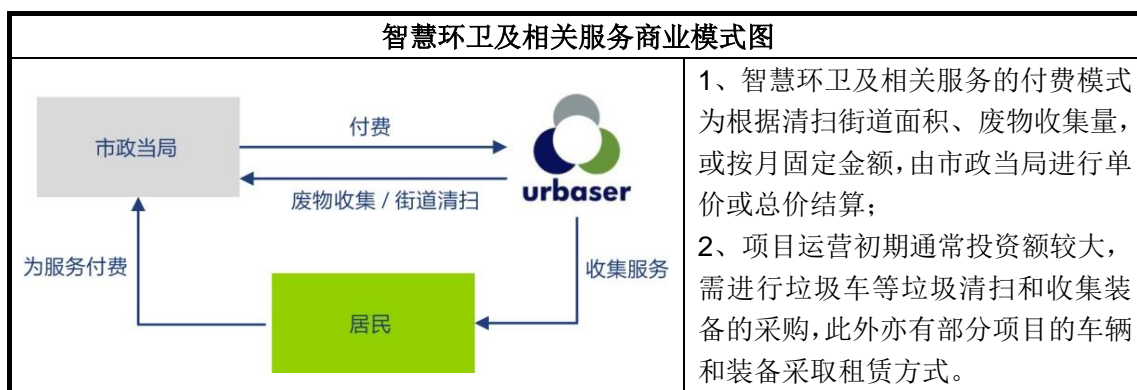 智慧环卫及相关服务商业模式图
市政当局
付费
废物收集 / 街道清扫
urbaser
为服务付费
收集服务
居民
1、智慧环卫及相关服务的付费模式
为根据清扫街道面积、废物收集量，
或按月固定金额，由市政当局进行单
价或总价结算；
2、项目运营初期通常投资额较大，
需进行垃圾车等垃圾清扫和收集装
备的采购，此外亦有部分项目的车辆
和装备采取租赁方式。